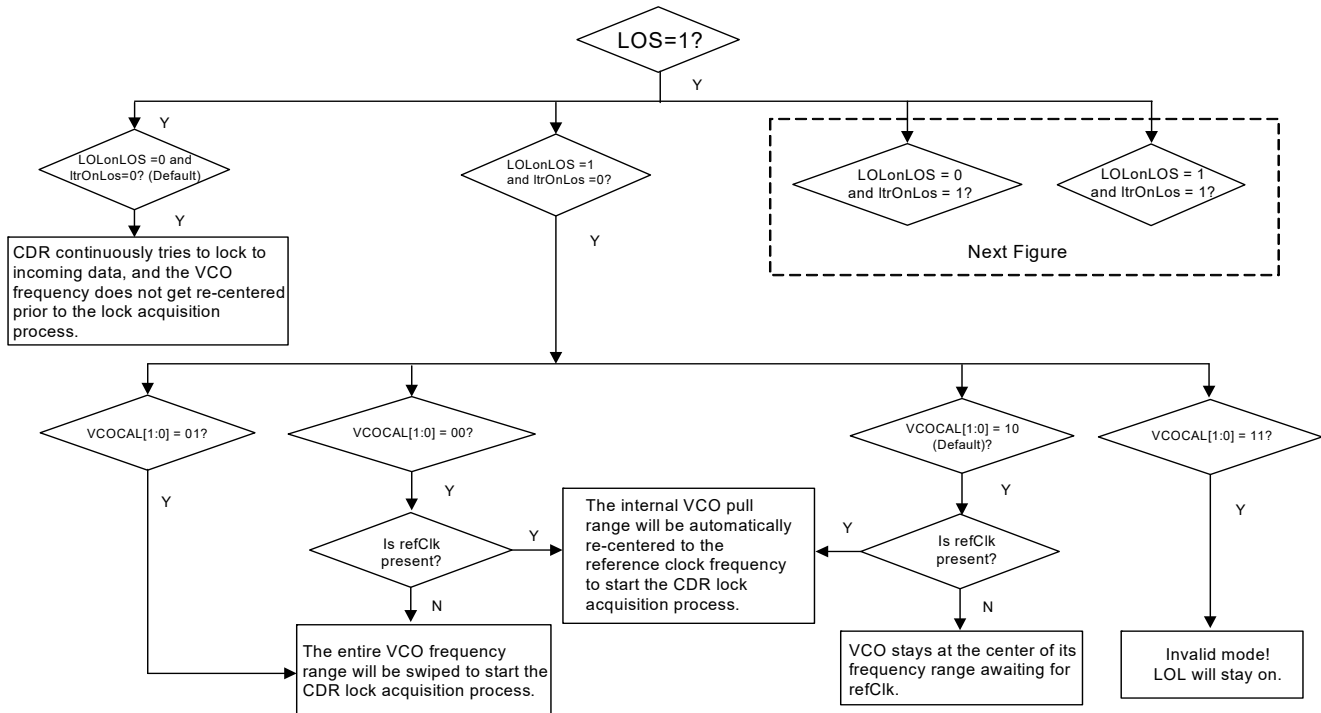 LOS=1?
Y
Y
LOLonLOS =0 and
ltrOnLos=0? (Default)
Y
CDR continuously tries to lock to
incoming data, and the VCO
frequency does not get re-centered
prior to the lock acquisition
process.
LOLonLOS =1
and ltrOnLos =0?
Y
LOLonLOS = 0
and ltrOnLos = 1?
LOLonLOS = 1
and ltrOnLos = 1?
Next Figure
VCOCAL[1:0] = 01?
Y
VCOCAL[1:0] = 00?
Y
Is refClk
present?
Y
N
The entire VCO frequency
range will be swiped to start the
CDR lock acquisition process.
The internal VCO pull
range will be automatically
re-centered to the
reference clock frequency
to start the CDR lock
acquisition process.
VCOCAL[1:0] = 10
(Default)?
Y
Y
Is refClk
present?
N
VCO stays at the center of its
frequency range awaiting for
refClk.
VCOCAL[1:0] = 11?
Y
Invalid mode!
LOL will stay on.